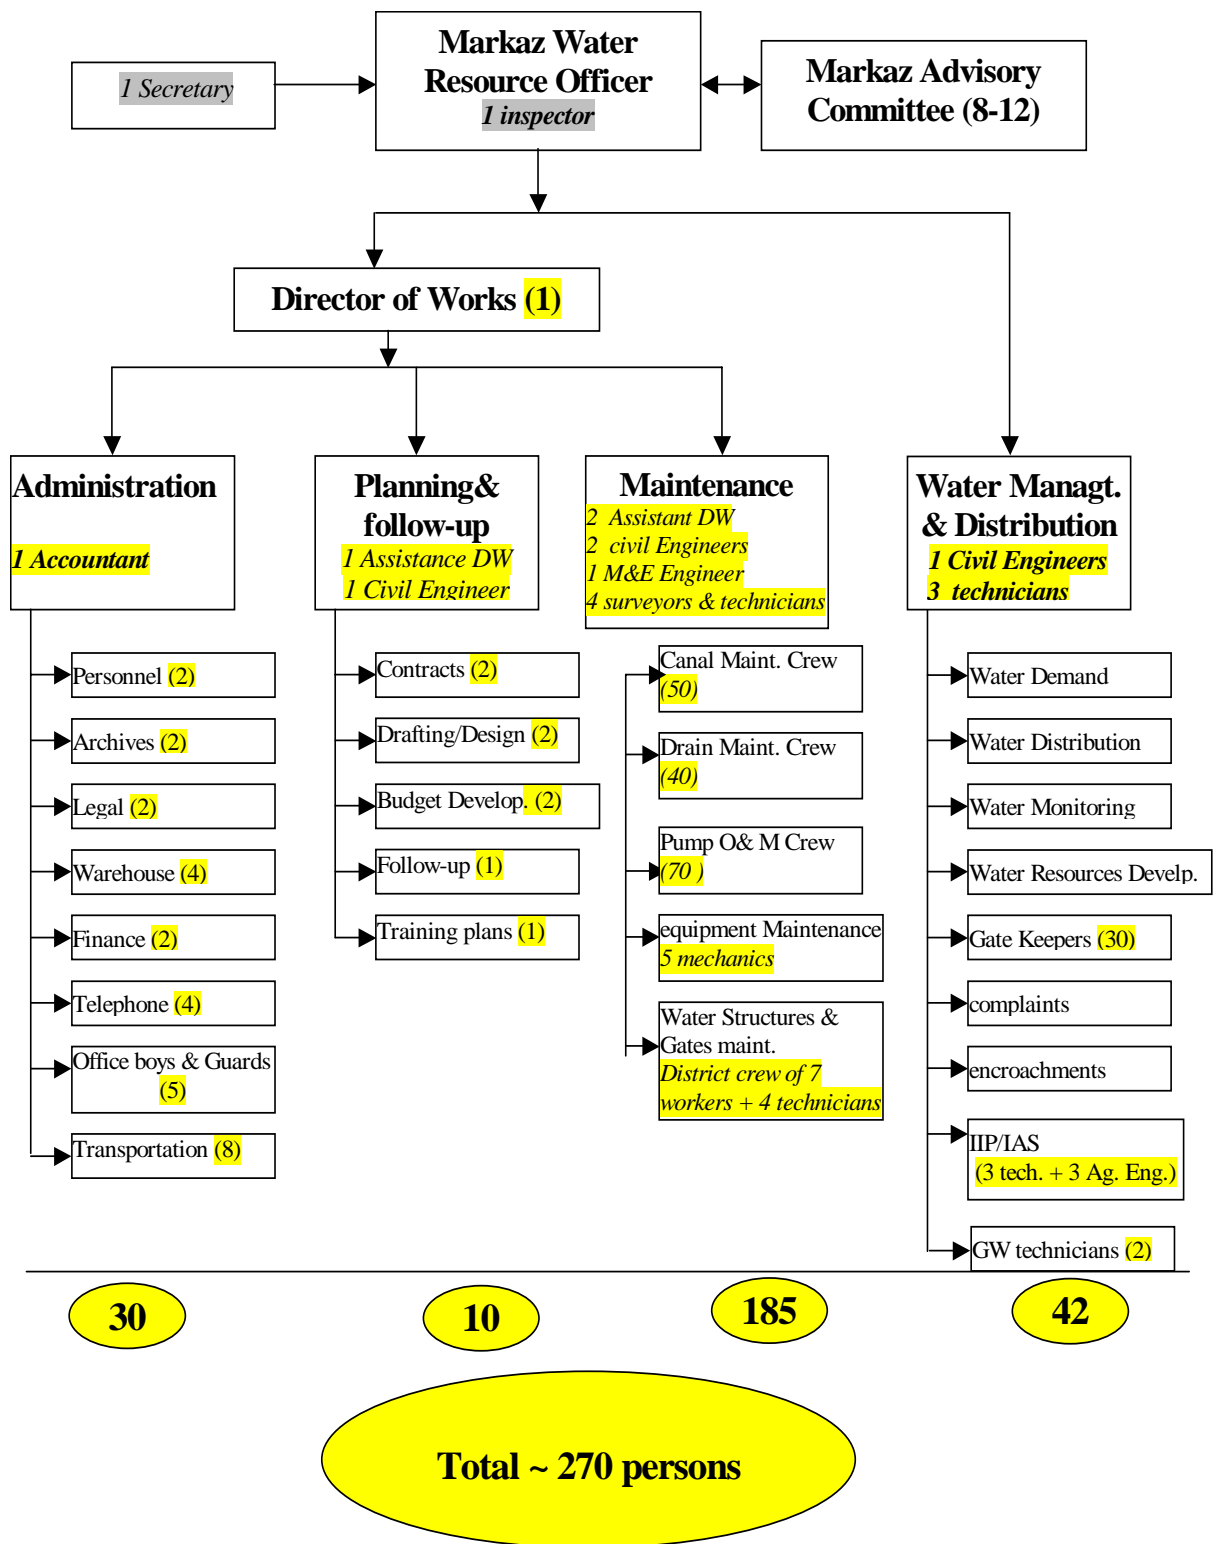 1 Secretary
Markaz Water
Resource Officer
1 inspector
Markaz Advisory
Committee (8-12)
Director of Works (1)
Administration
1 Accountant
Personnel (2)
Archives (2)
Legal (2)
Warehouse (4)
Finance (2)
Telephone (4)
Office boys & Guards
(5)
Transportation (8)
Planning&
follow-up
1 Assistance DW
1 Civil Engineer
Contracts (2)
Drafting/Design (2)
Budget Develop. (2)
Follow-up (1)
Training plans (1)
Maintenance
2 Assistant DW
2 civil Engineers
1 M&E Engineer
4 surveyors & technicians
Canal Maint. Crew
(50)
Drain Maint. Crew
(40)
Pump O& M Crew
(70 )
equipment Maintenance
5 mechanics
Water Structures &
Gates maint.
District crew of 7
workers + 4 technicians
Water Managt.
& Distribution
1 Civil Engineers
3 technicians
Water Demand
Water Distribution
Water Monitoring
Water Resources Develp.
Gate Keepers (30)
complaints
encroachments
IIP/IAS
(3 tech. + 3 Ag. Eng.)
GW technicians (2)
30
10
185
42
Total ~ 270 persons